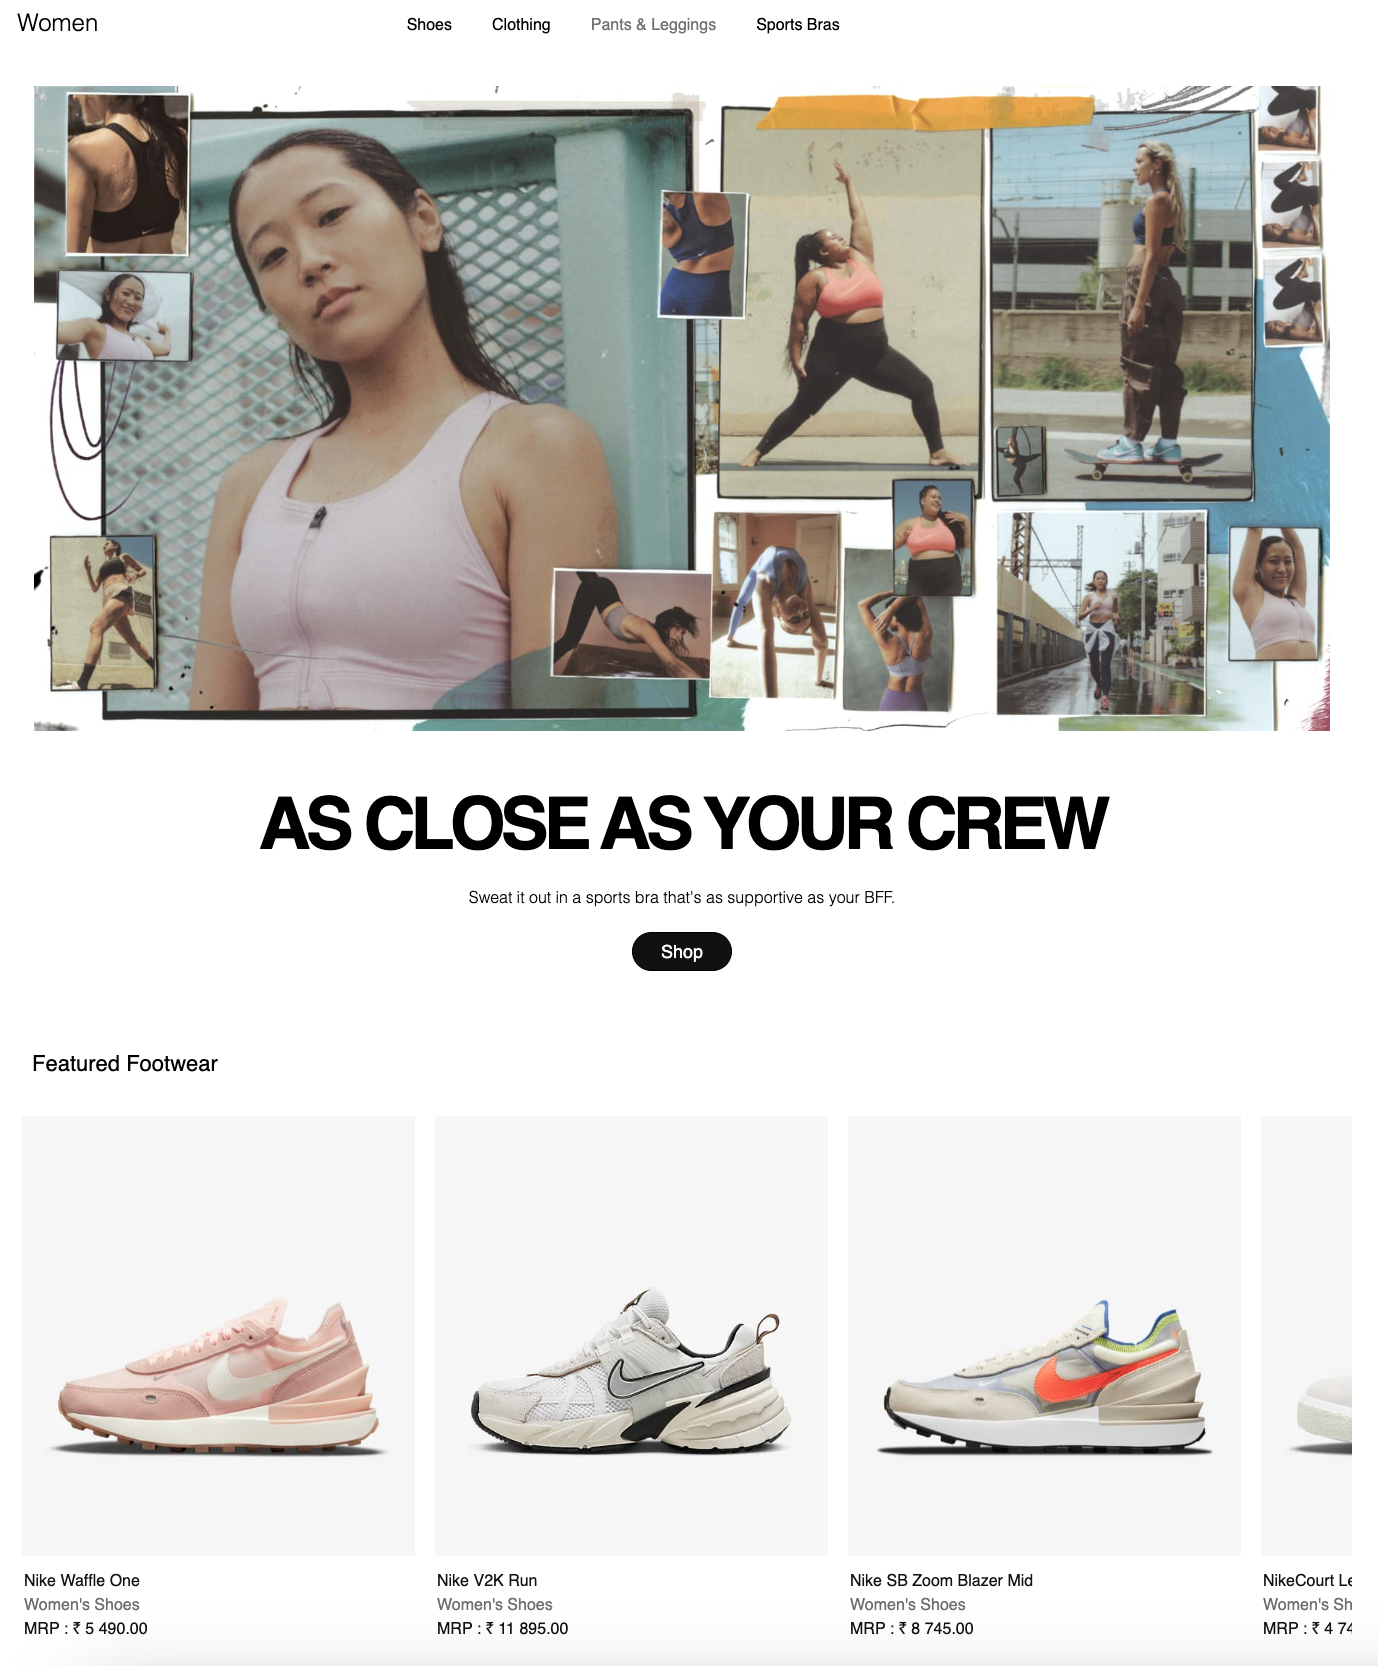 Women
Shoes Clothing Pants & Leggings Sports Bras
AS CLOSE AS YOUR CREW
Sweat it out in a sports bra that's as supportive as your BFF.
Shop
Featured Footwear
Nike Waffle One
Women's Shoes
MRP : ₹ 5 490.00
Nike V2K Run
Women's Shoes
MRP : ₹ 11 895.00
Nike SB Zoom Blazer Mid
Women's Shoes
MRP : ₹ 8 745.00
NikeCourt Le
Women's Sh
MRP : ₹ 4 74